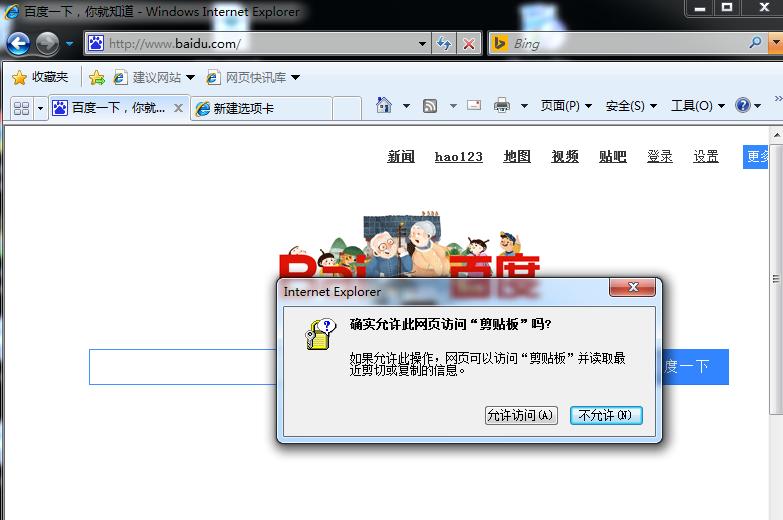 百度一下，你就知道 - Windows Internet Explorer
http://www.baidu.com/
Bing
收藏夹
建议网站
网页快讯库
百度一下，你就...
新建选项卡
页面(P)
安全(S)
工具(O)
新闻 hao123 地图 视频 贴吧 登录 设置 更多
Bai 百度
Internet Explorer
确实允许此网页访问“剪贴板”吗?
如果允许此操作，网页可以访问“剪贴板”并读取最
近剪切或复制的信息。
度一下
允许访问(A)
不允许(N)